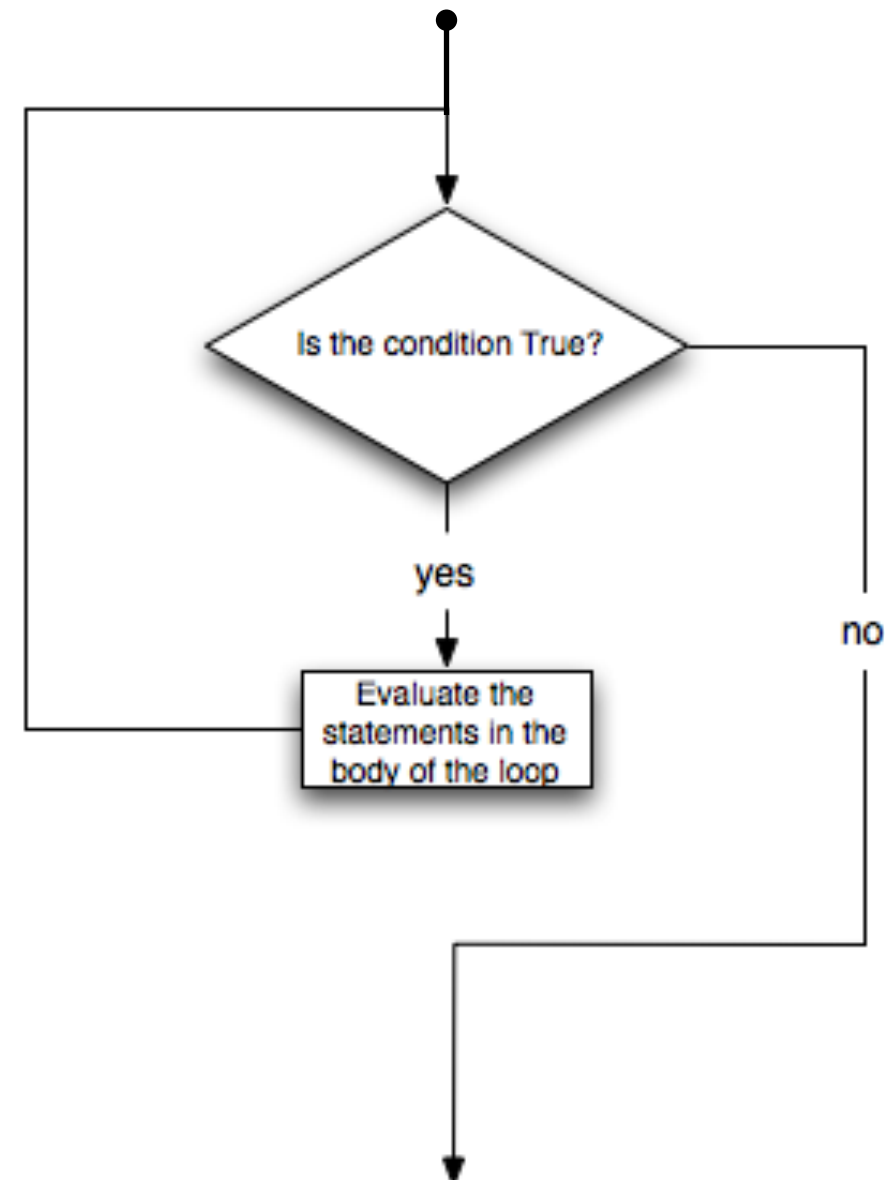 Is the condition True?
yes
no
Evaluate the
statements in the
body of the loop